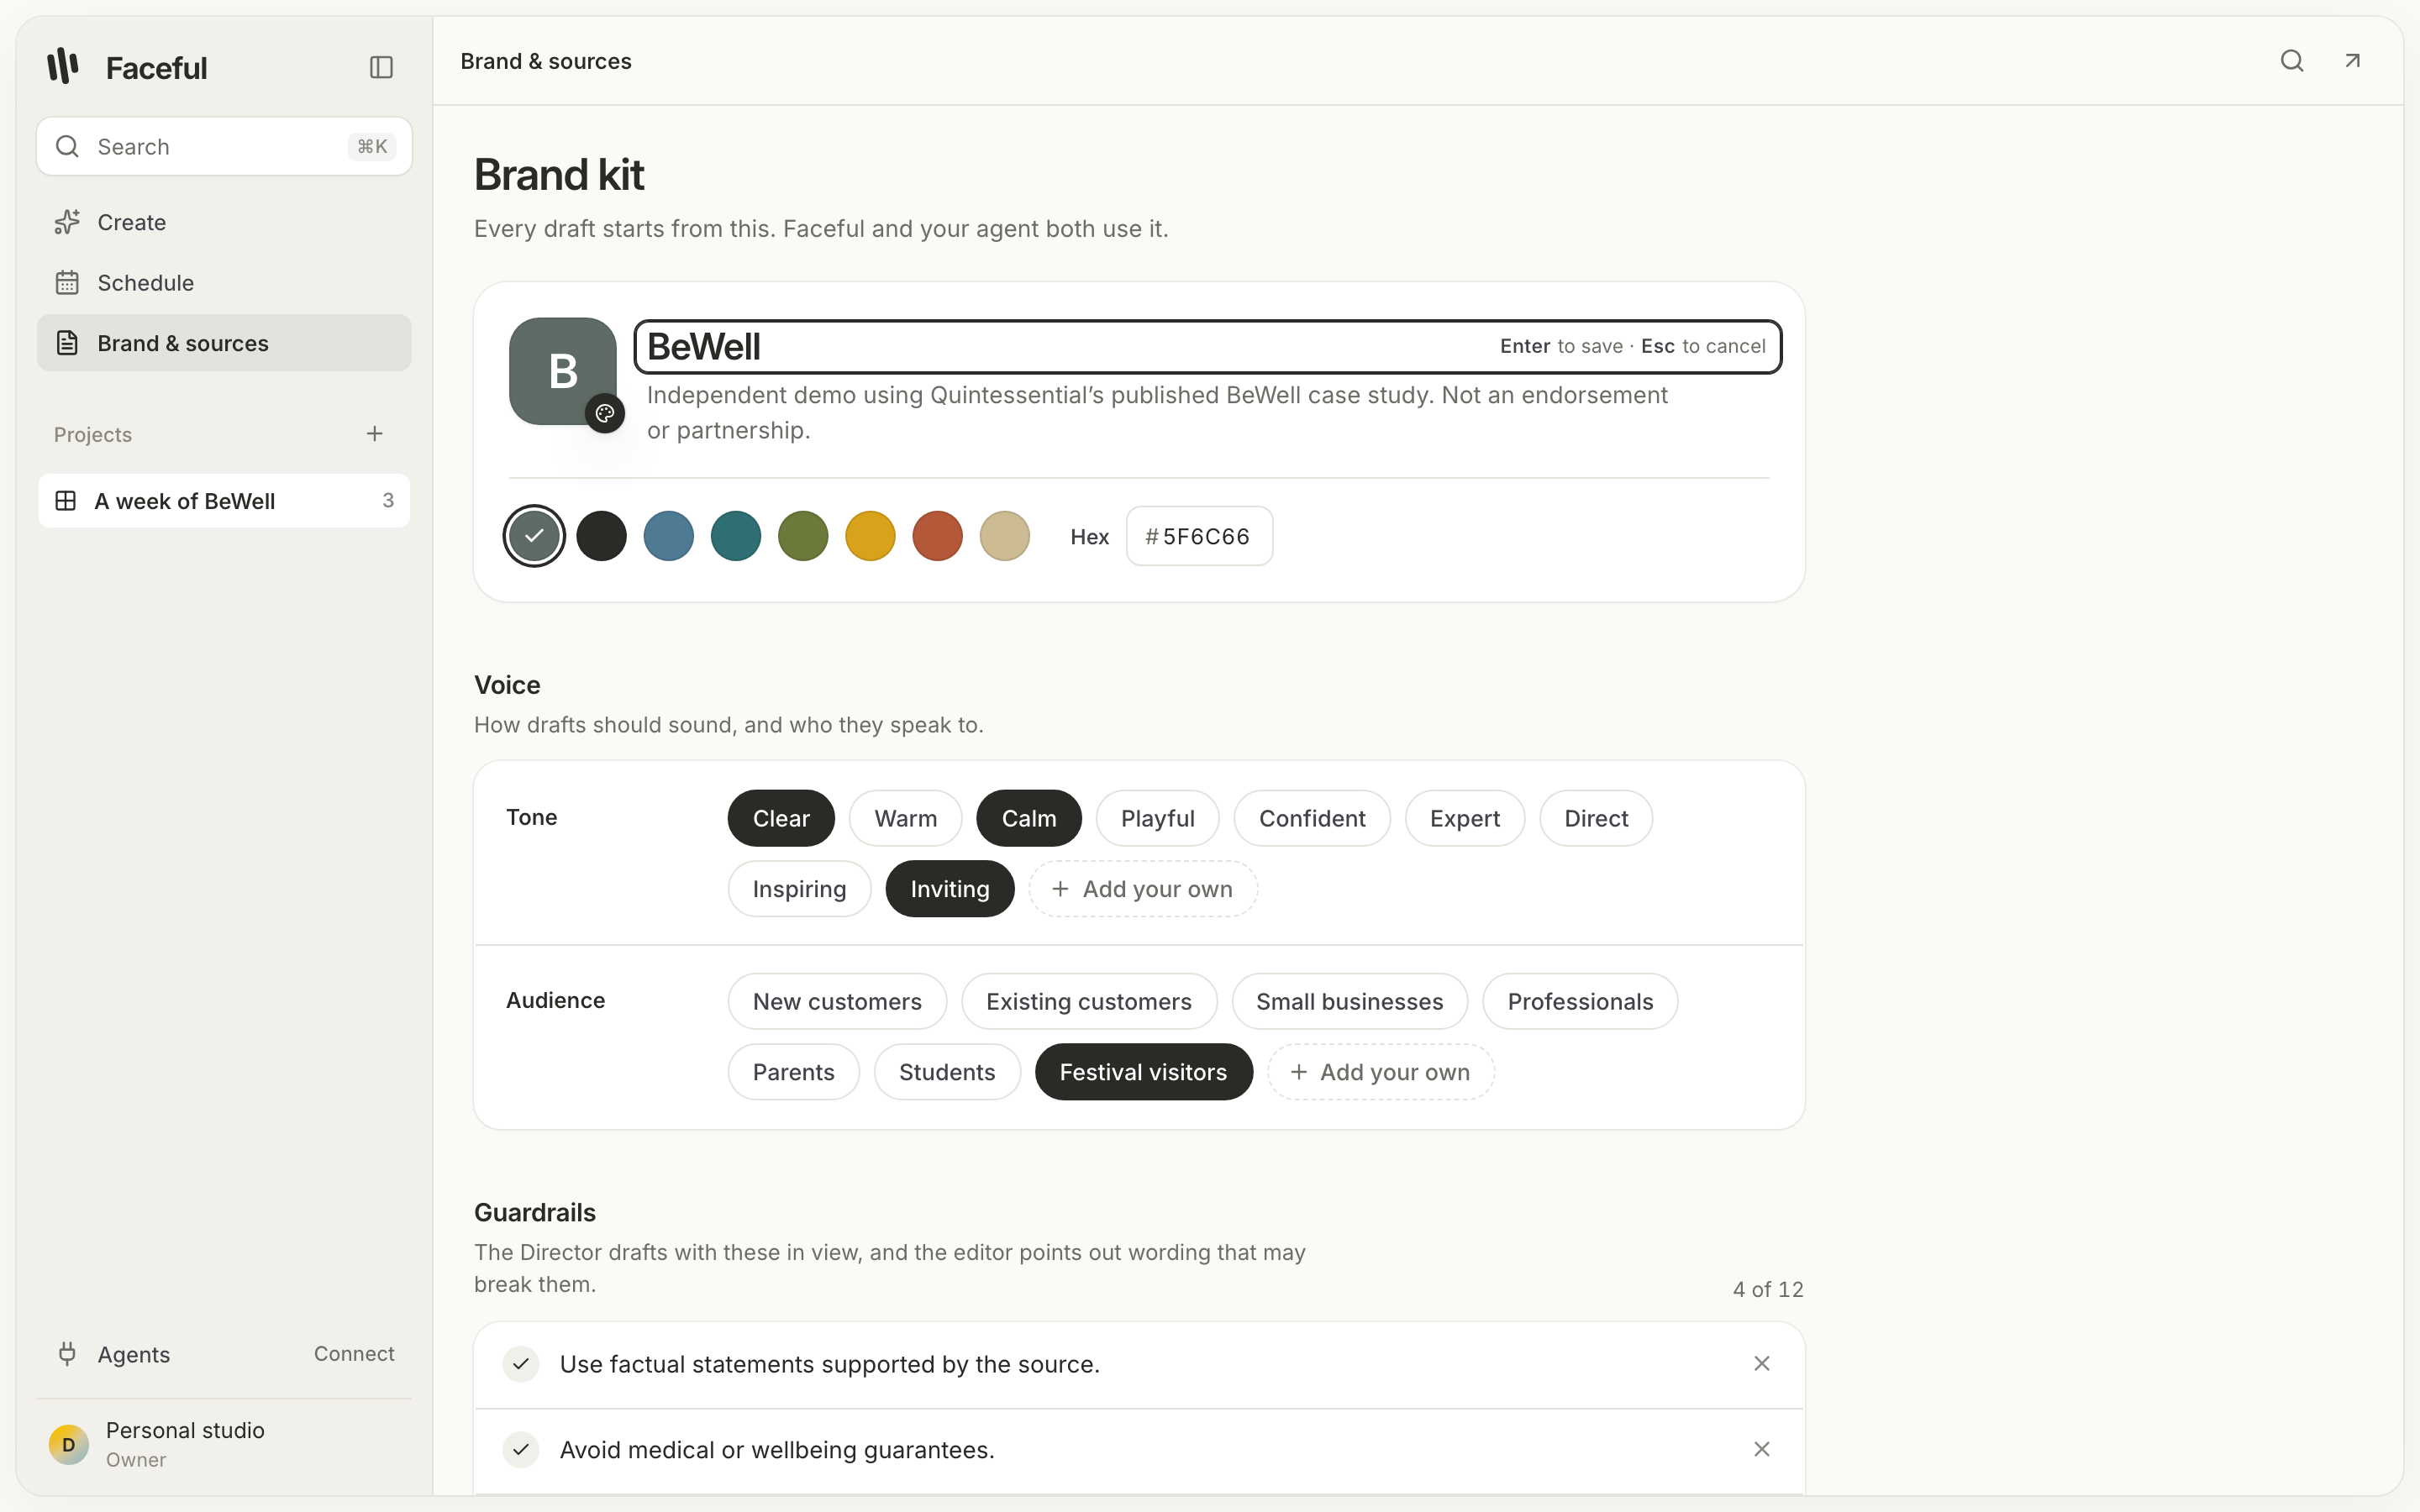 Faceful
Search
⌘K
Create
Schedule
Brand & sources
Projects
A week of BeWell
3
Agents
Connect
D
Personal studio
Owner
Brand & sources
Brand kit
Every draft starts from this. Faceful and your agent both use it.
B
BeWell
Enter to save · Esc to cancel
Independent demo using Quintessential’s published BeWell case study. Not an endorsement
or partnership.
Hex
#5F6C66
Voice
How drafts should sound, and who they speak to.
Tone
Clear Warm Calm Playful Confident Expert Direct
Inspiring Inviting + Add your own
Audience
New customers Existing customers Small businesses Professionals
Parents Students Festival visitors + Add your own
Guardrails
The Director drafts with these in view, and the editor points out wording that may
break them.
4 of 12
Use factual statements supported by the source.
Avoid medical or wellbeing guarantees.